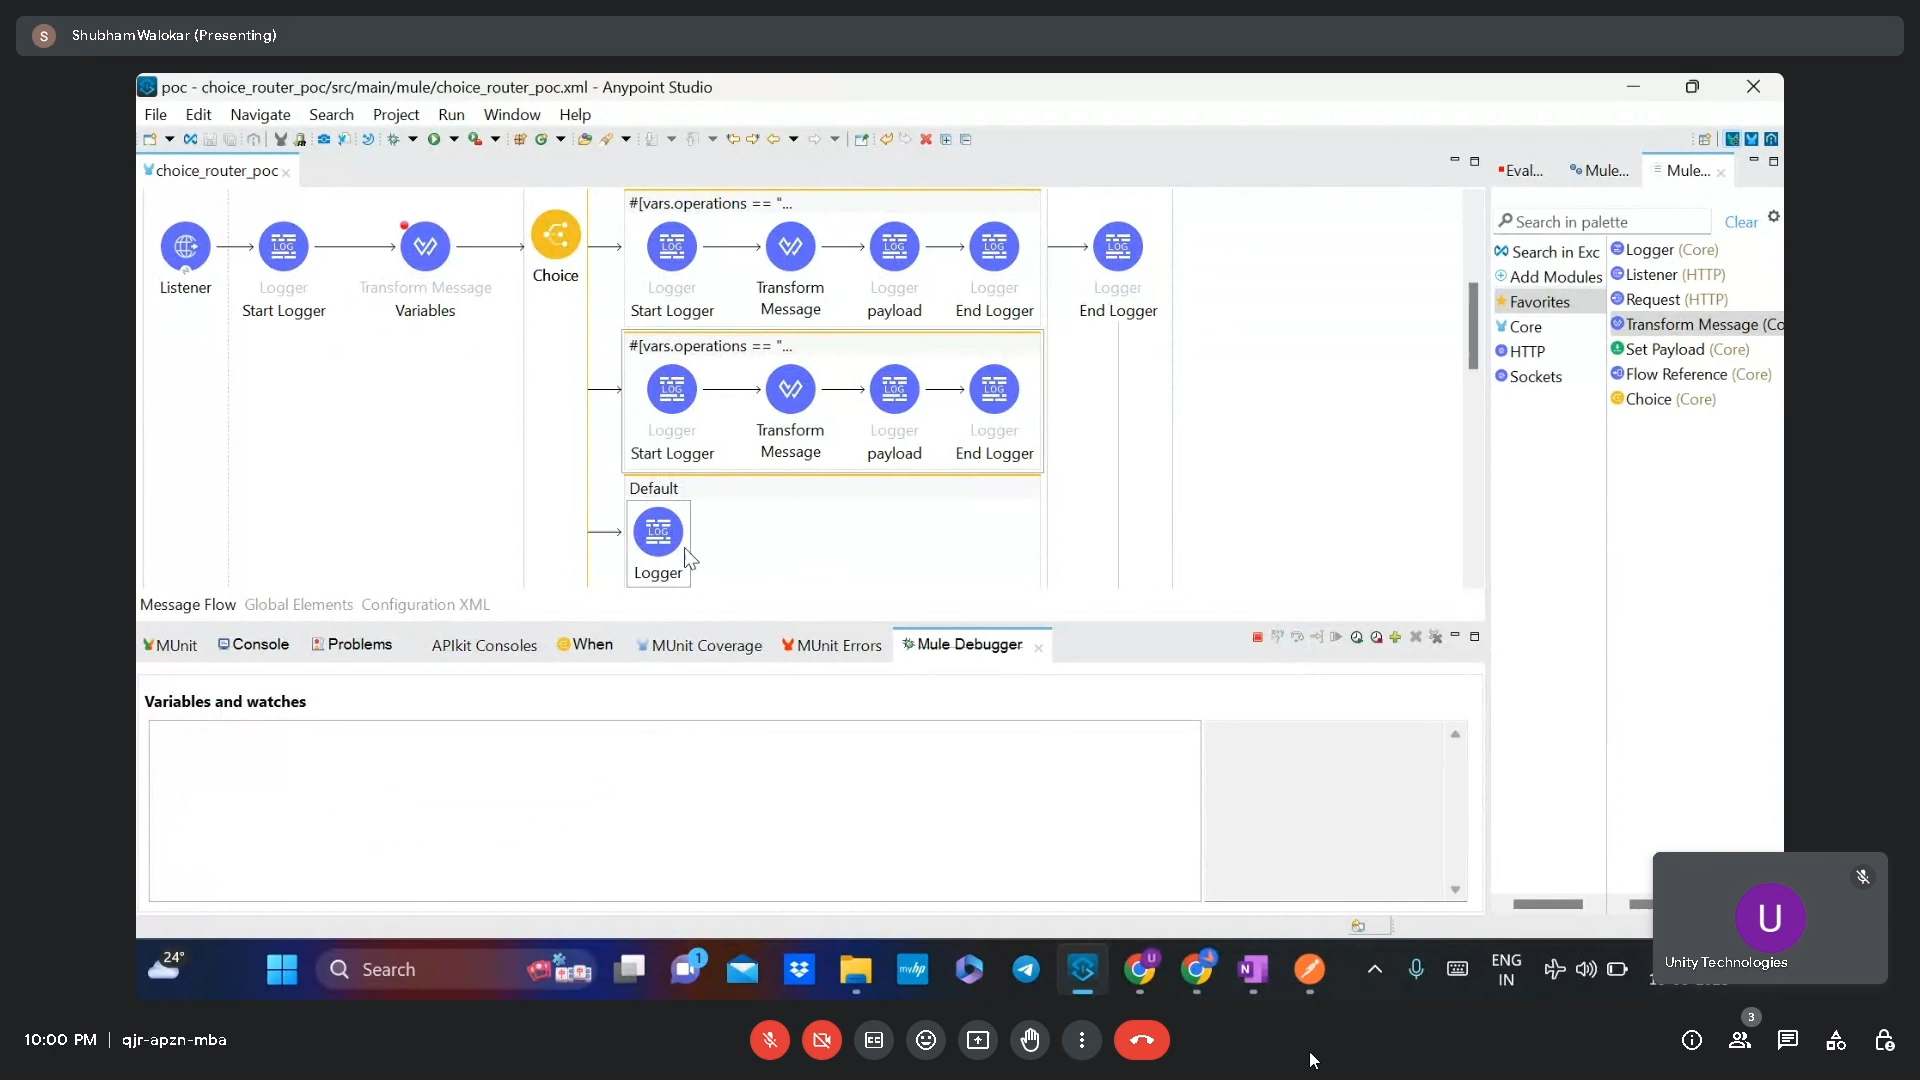 S ShubhamWalokar (Presenting)
poc - choice_router_poc/src/main/mule/choice_router_poc.xml - Anypoint Studio
File Edit Navigate Search Project Run Window Help
choice_router_poc
Eval... Mule... Mule...
#[vars.operations == "...
Listener
Logger
Start Logger
Transform Message
Variables
Choice
LOG
Logger
Start Logger
Transform
Message
Logger
payload
Logger
End Logger
Logger
End Logger
#[vars.operations == "...
Logger
Start Logger
Transform
Message
Logger
payload
Logger
End Logger
Default
LOG
Logger
Search in palette Clear
Search in Exc
Add Modules
Favorites
Core
HTTP
Sockets
Logger (Core)
Listener (HTTP)
Request (HTTP)
Transform Message (Co
Set Payload (Core)
Flow Reference (Core)
Choice (Core)
Message Flow Global Elements Configuration XML
MUnit Console Problems APIkit Consoles When MUnit Coverage MUnit Errors Mule Debugger
Variables and watches
U
Unity Technologies
24°
Search
myhp
1
U
N
ENG
IN
10:00 PM | qjr-apzn-mba
3